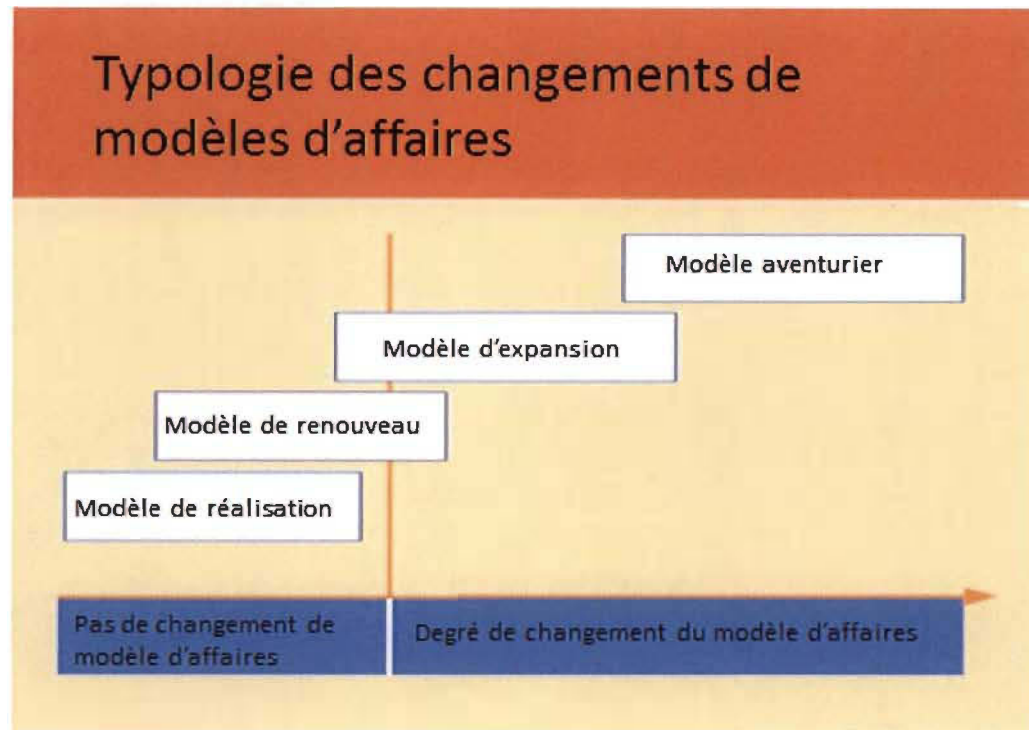 Typologie des changements de
modèles d'affaires
Modèle aventurier
Modèle d'expansion
Modèle de renouveau
Modèle de réalisation
Pas de changement de
modèle d'affaires
Degré de changement du modèle d'affaires